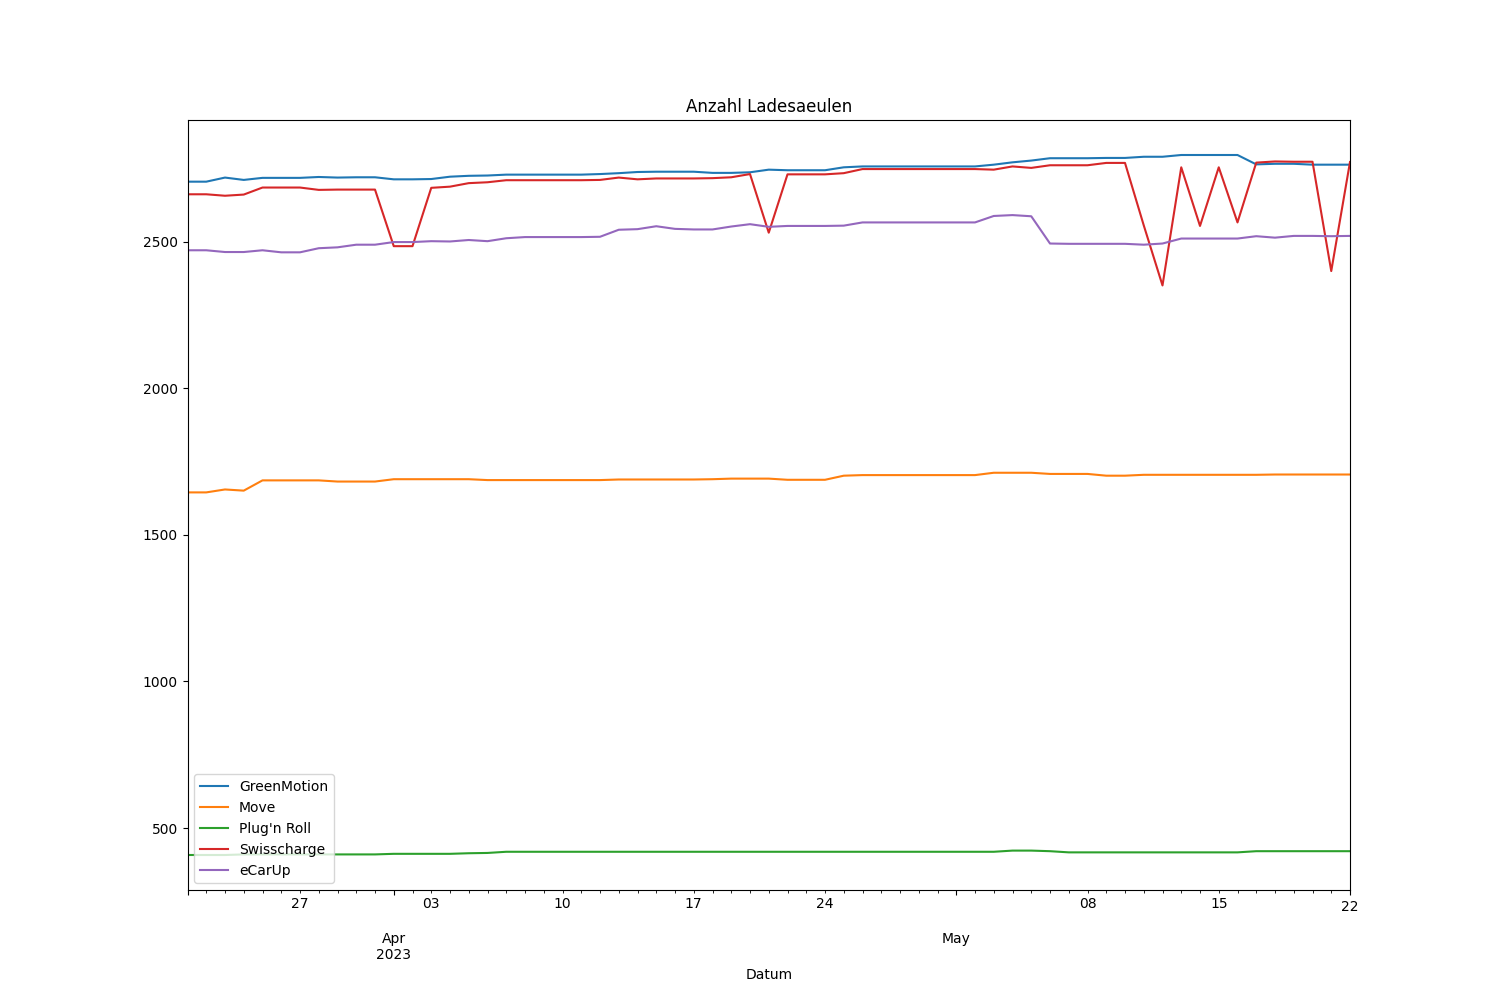 Anzahl Ladesaeulen
2500
2000
1500
1000
500
GreenMotion
Move
Plug'n Roll
Swisscharge
eCarUp
27 03 10 17 24 08 15 22
Apr May
2023
Datum